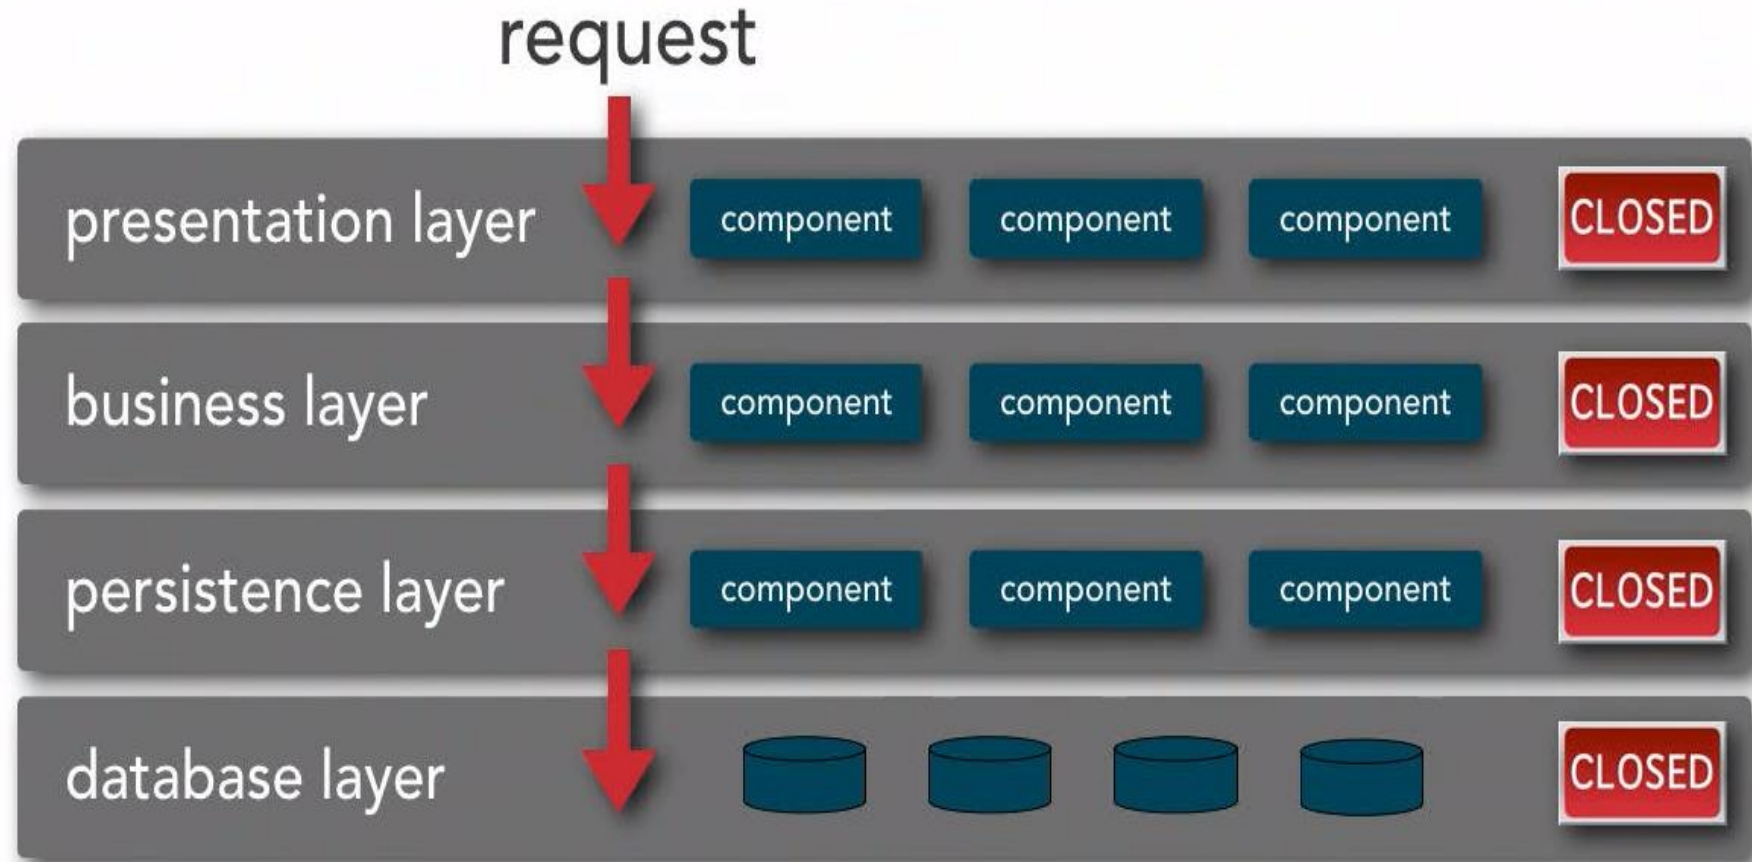 request
presentation layer component component component CLOSED
business layer component component component CLOSED
persistence layer component component component CLOSED
database layer CLOSED